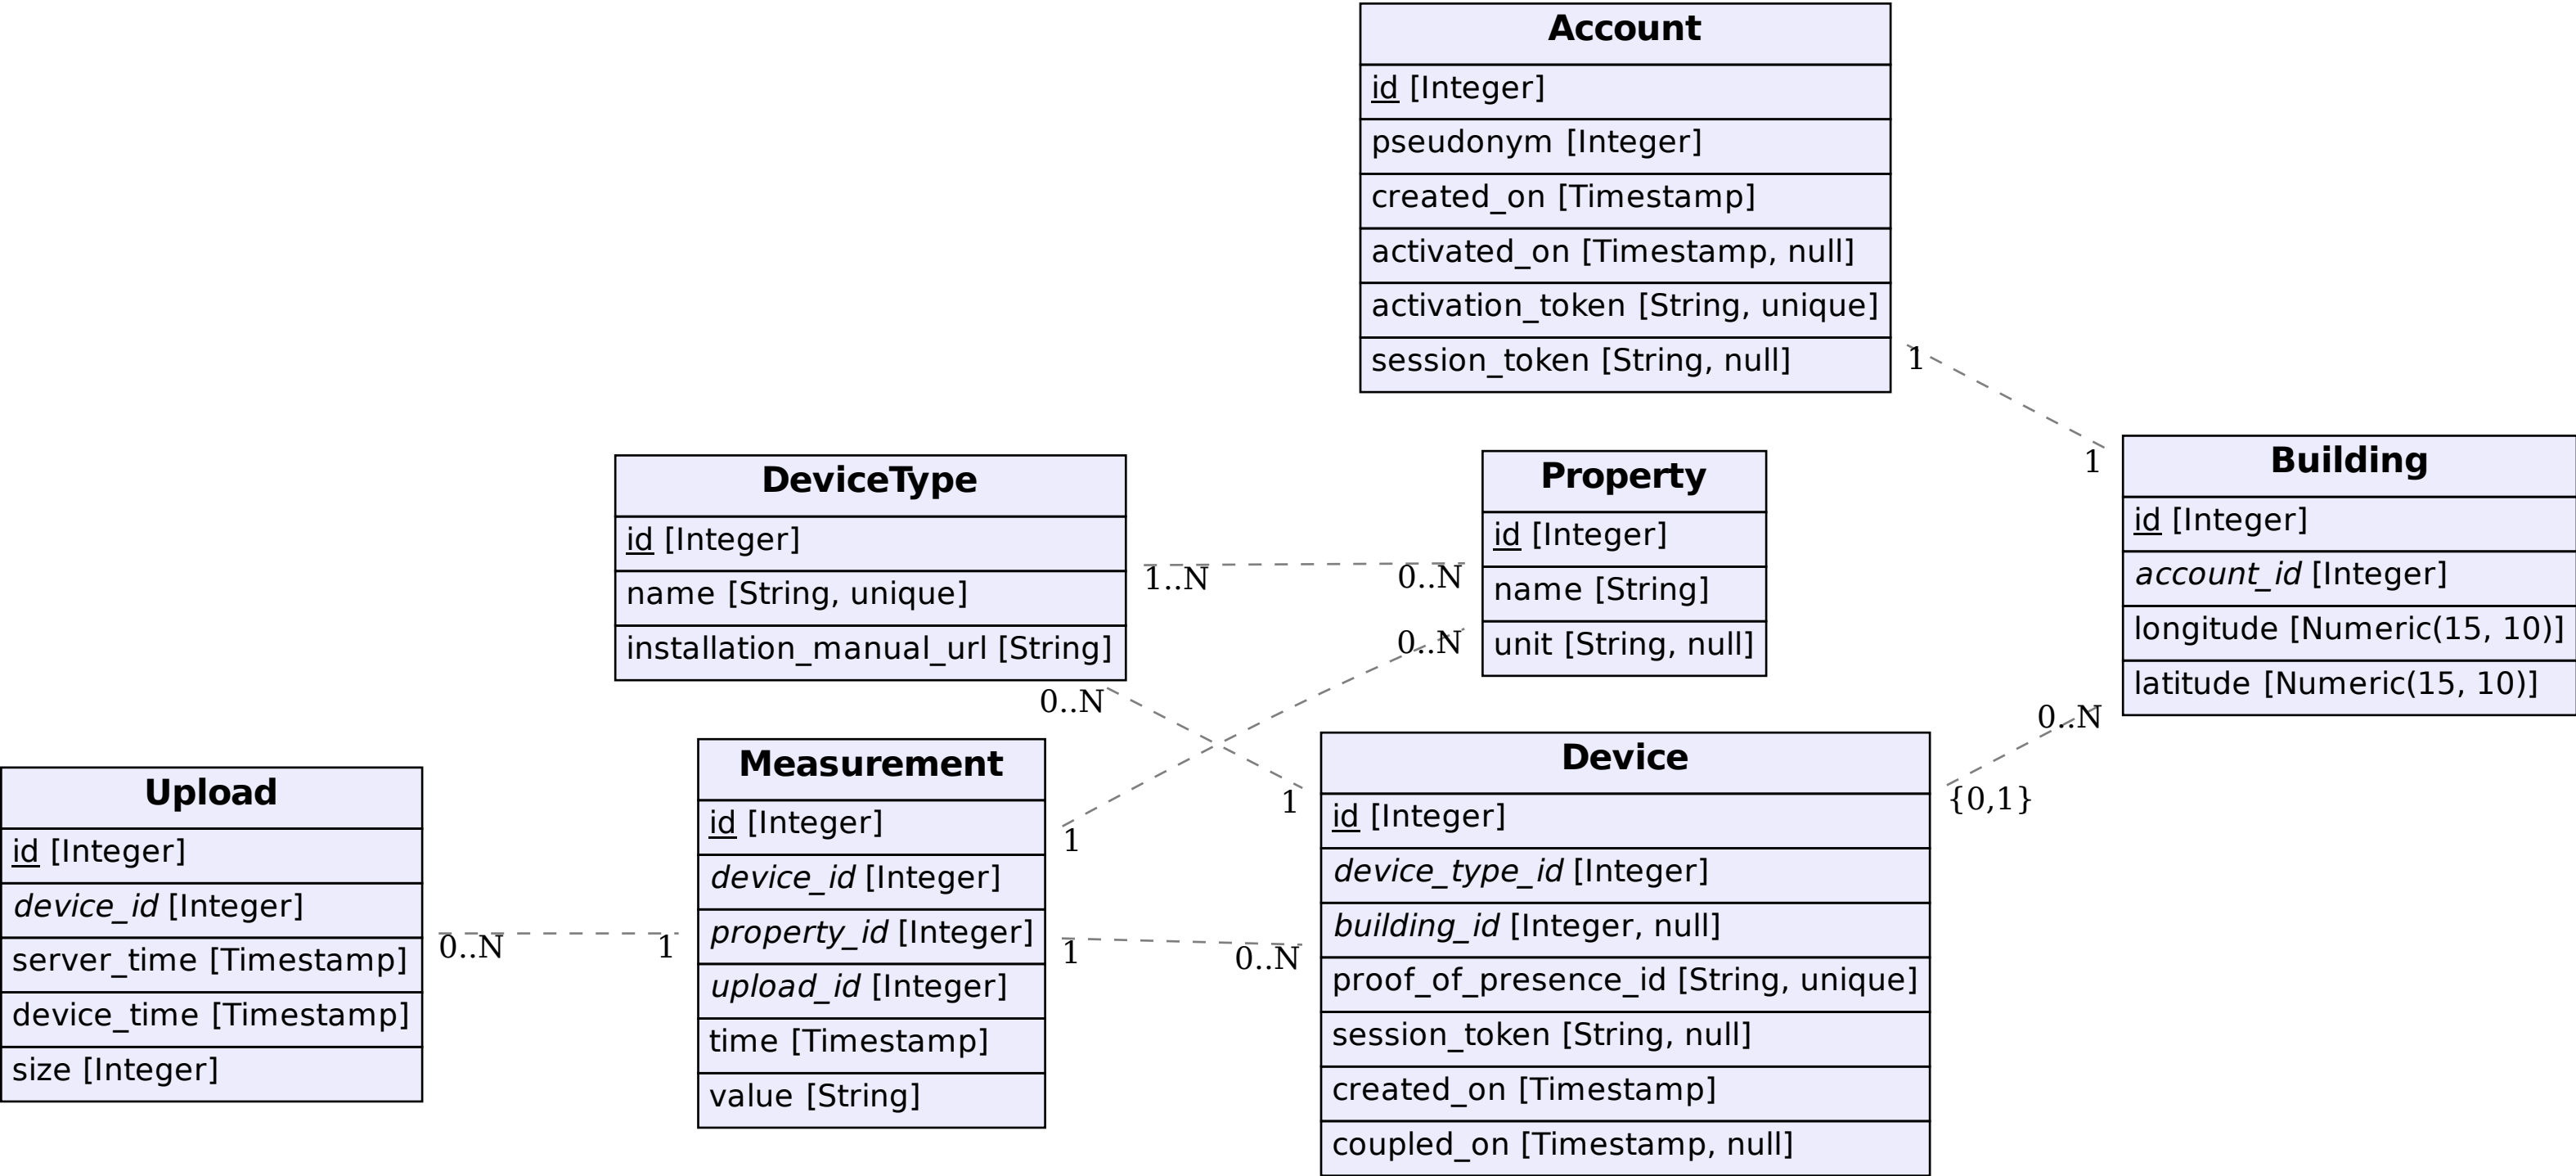 Account
id [Integer]
pseudonym [Integer]
created_on [Timestamp]
activated_on [Timestamp, null]
activation_token [String, unique]
session_token [String, null]
1
1
DeviceType
id [Integer]
name [String, unique]
installation_manual_url [String]
1..N
0..N
0..N
0..N
1
Property
id [Integer]
name [String]
unit [String, null]
Building
id [Integer]
account_id [Integer]
longitude [Numeric(15, 10)]
latitude [Numeric(15, 10)]
0..N
{0,1}
Upload
id [Integer]
device_id [Integer]
server_time [Timestamp]
device_time [Timestamp]
size [Integer]
0..N
1
Measurement
id [Integer]
device_id [Integer]
property_id [Integer]
upload_id [Integer]
time [Timestamp]
value [String]
1
1
0..N
Device
id [Integer]
device_type_id [Integer]
building_id [Integer, null]
proof_of_presence_id [String, unique]
session_token [String, null]
created_on [Timestamp]
coupled_on [Timestamp, null]